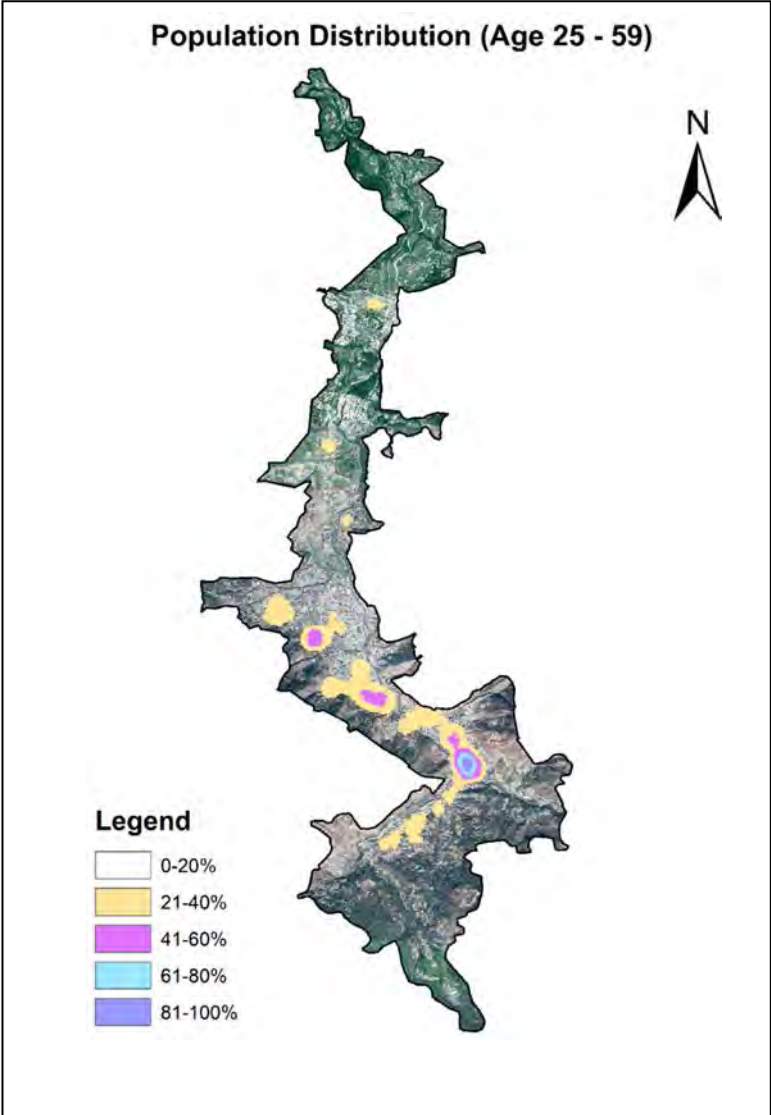 Population Distribution (Age 25 - 59)
N
Legend
0-20%
21-40%
41-60%
61-80%
81-100%